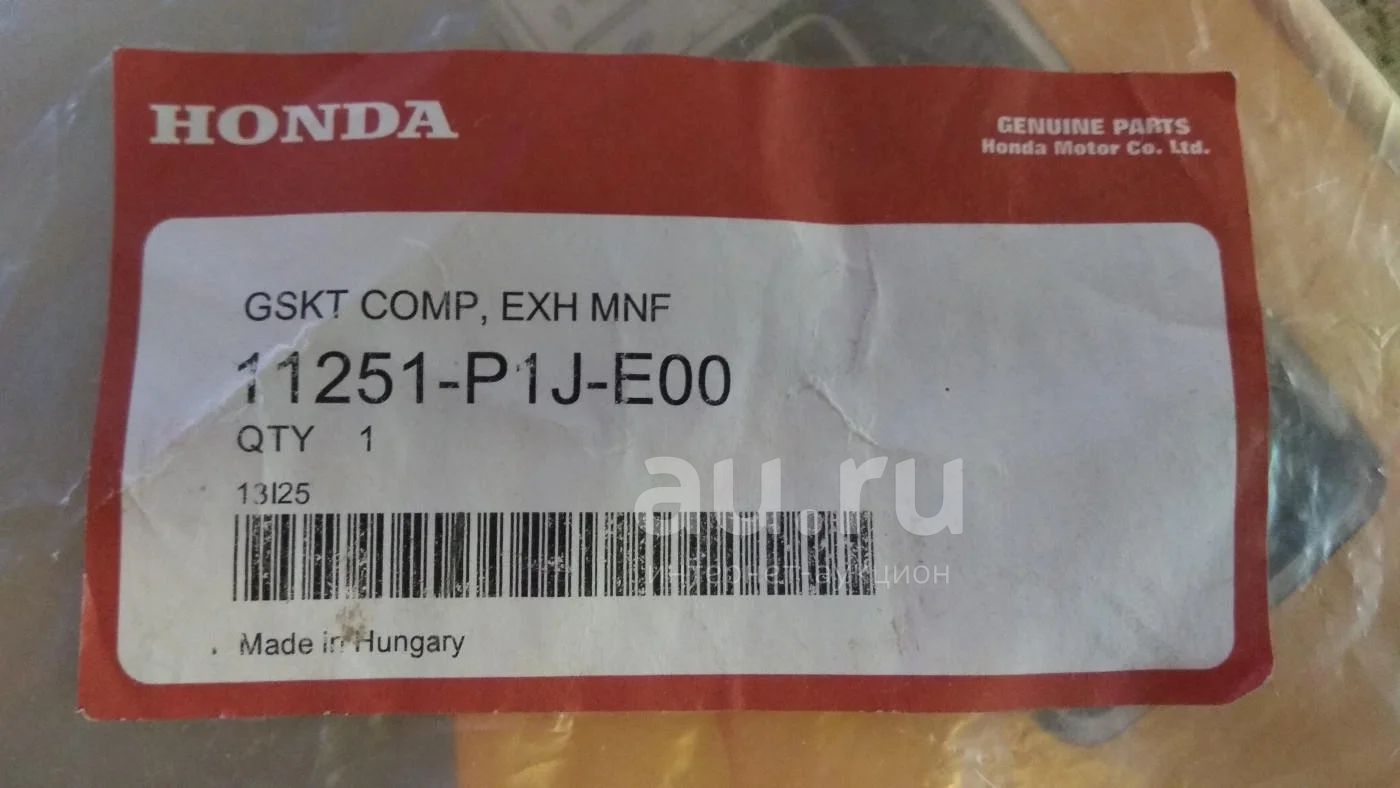 HONDA
GENUINE PARTS
Honda Motor Co. Ltd.
GSKT COMP, EXH MNF
11251-P1J-E00
QTY 1
13I25
au.ru
интернет-аукцион
Made in Hungary